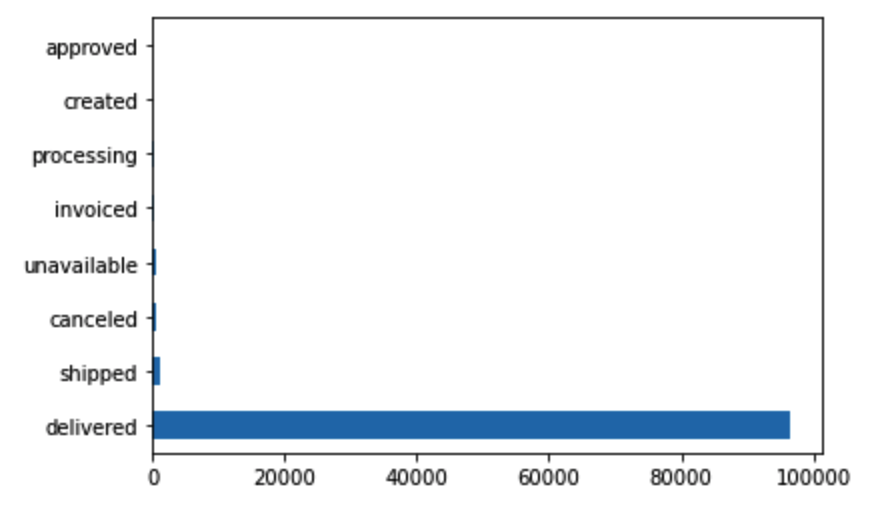 approved
created
processing
invoiced
unavailable
canceled
shipped
delivered
0 20000 40000 60000 80000 100000